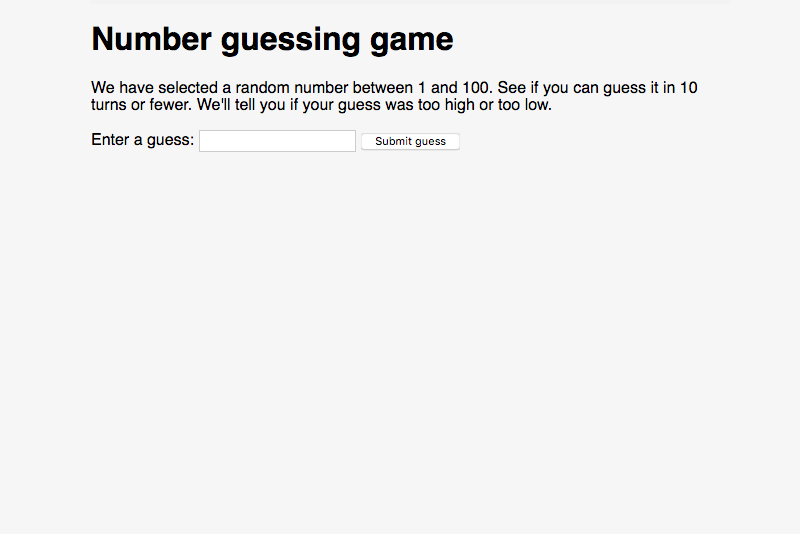 Number guessing game
We have selected a random number between 1 and 100. See if you can guess it in 10
turns or fewer. We'll tell you if your guess was too high or too low.
Enter a guess: Submit guess